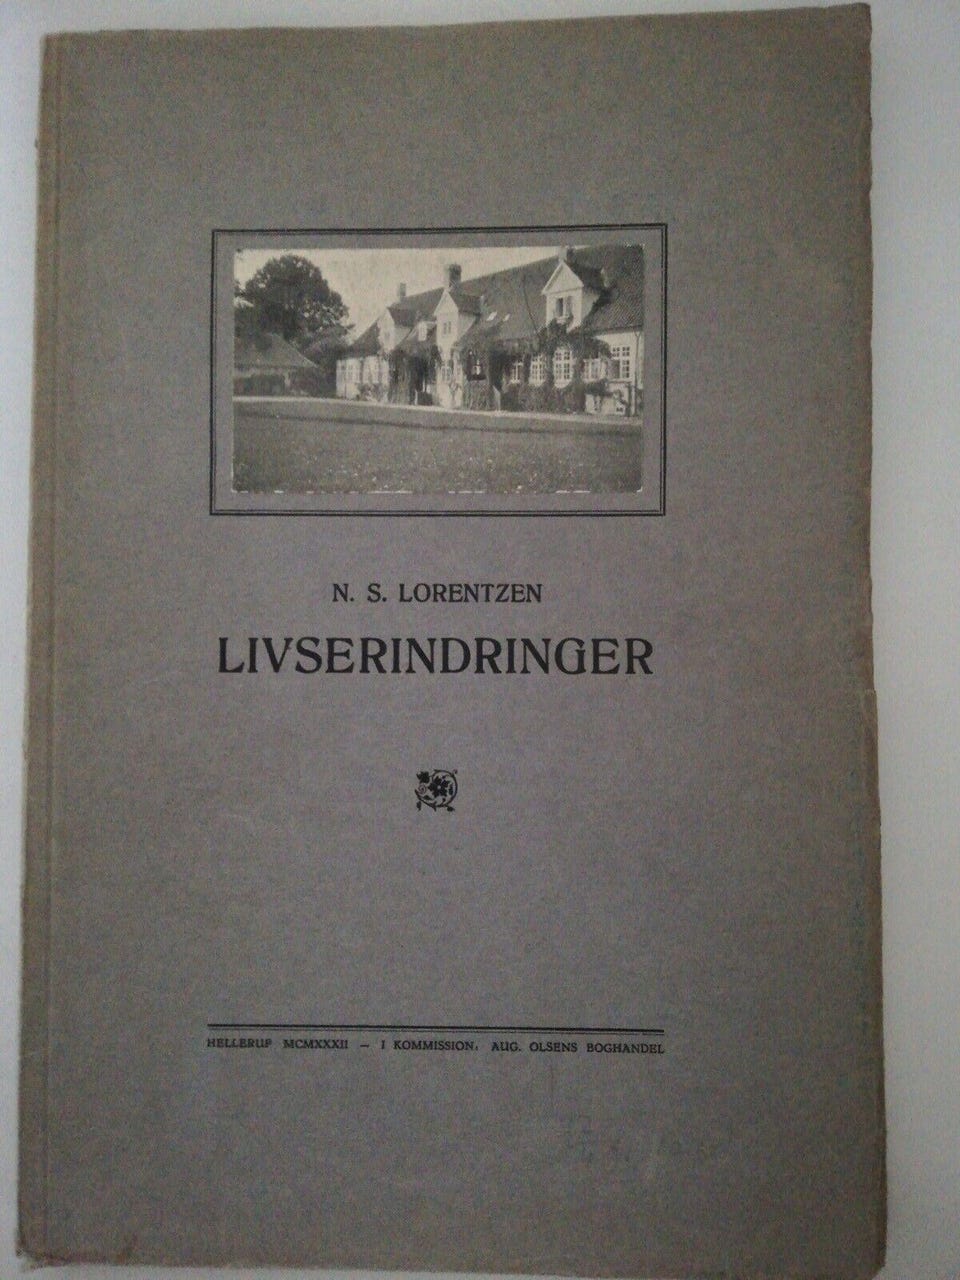 N. S. LORENTZEN
LIVSERINDRINGER
HELLERUP MCMXXXII – I KOMMISSION: AUG. OLSENS BOGHANDEL